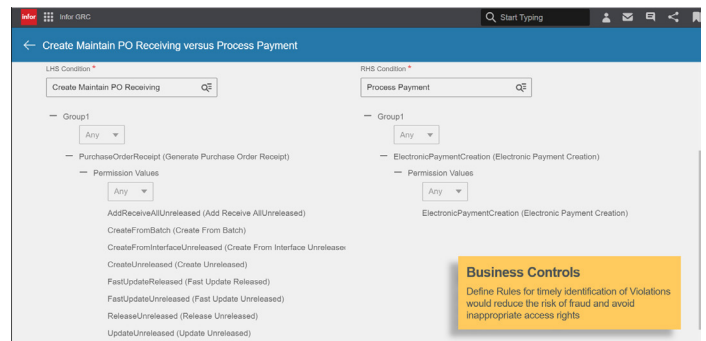 infor Infor GRC Start Typing
Create Maintain PO Receiving versus Process Payment
LHS Condition *
Create Maintain PO Receiving
Group1
Any
PurchaseOrderReceipt (Generate Purchase Order Receipt)
Permission Values
Any
AddReceiveAllUnreleased (Add Receive AllUnreleased)
CreateFromBatch (Create From Batch)
CreateFromInterfaceUnreleased (Create From Interface Unrelease
CreateUnreleased (Create Unreleased)
FastUpdateReleased (Fast Update Released)
FastUpdateUnreleased (Fast Update Unreleased)
ReleaseUnreleased (Release Unreleased)
UpdateUnreleased (Update Unreleased)
RHS Condition *
Process Payment
Group1
Any
ElectronicPaymentCreation (Electronic Payment Creation)
Permission Values
Any
ElectronicPaymentCreation (Electronic Payment Creation)
Business Controls
Define Rules for timely identification of Violations
would reduce the risk of fraud and avoid
inappropriate access rights